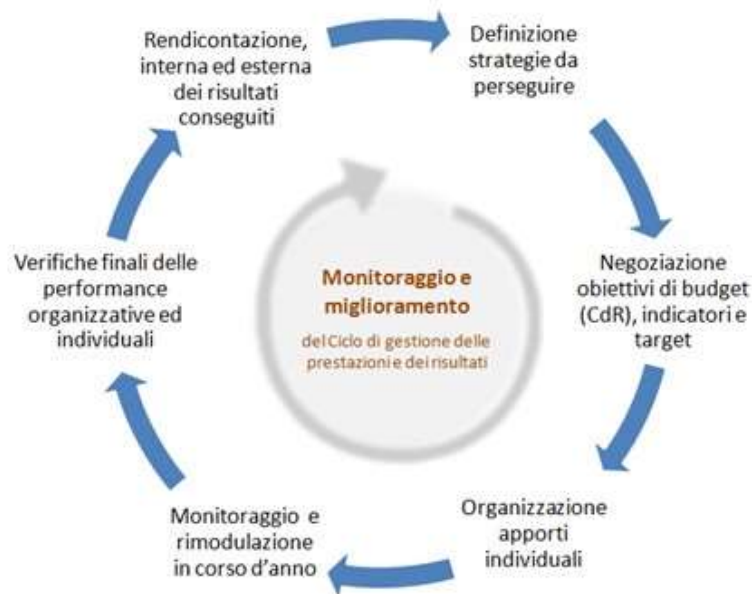 Rendicontazione,
interna ed esterna
dei risultati
conseguiti
Definizione
strategie da
perseguire
Negoziazione
obiettivi di budget
(CdR), indicatori e
target
Organizzazione
apporti
individuali
Monitoraggio e
rimodulazione
in corso d'anno
Verifiche finali delle
performance
organizzative ed
individuali
Monitoraggio e
miglioramento
del Ciclo di gestione delle
prestazioni e dei risultati